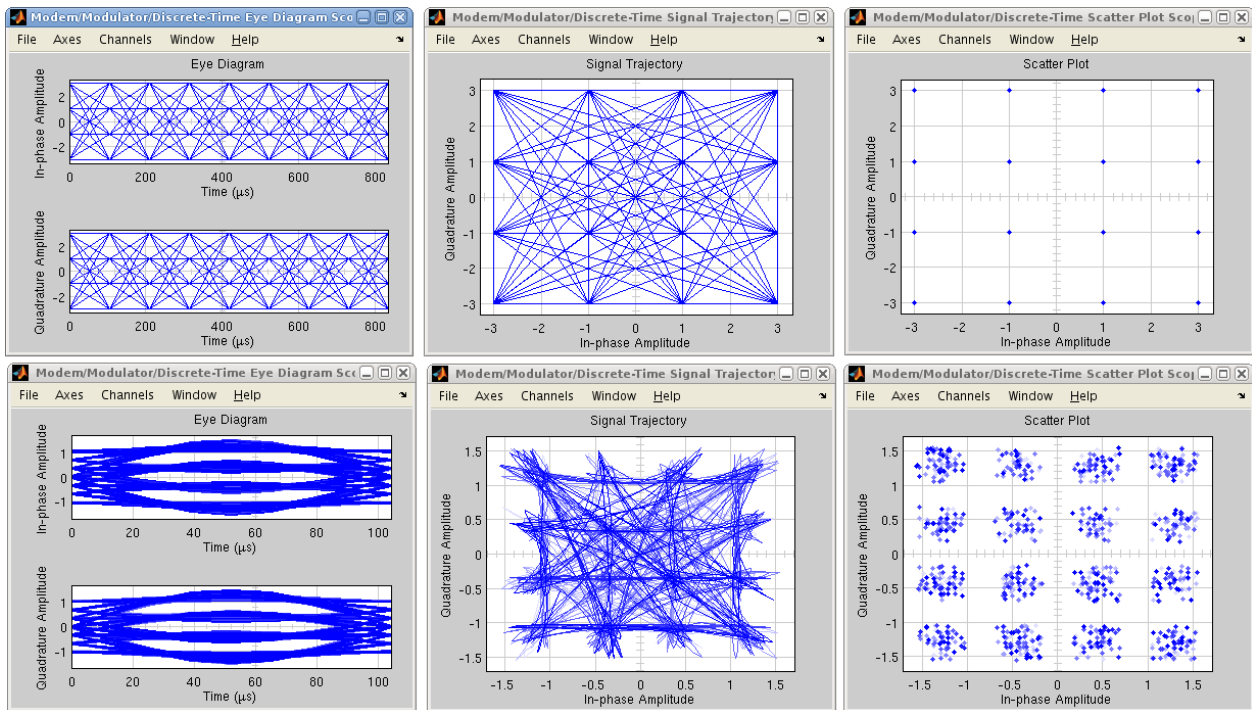 Modem/Modulator/Discrete-Time Eye Diagram Sco
File Axes Channels Window Help
Eye Diagram
In-phase Amplitude
2
0
-2
0 200 400 600 800
Time (µs)
Quadrature Amplitude
2
0
-2
0 200 400 600 800
Time (µs)
Modem/Modulator/Discrete-Time Signal Trajectory
File Axes Channels Window Help
Signal Trajectory
Quadrature Amplitude
3
2
1
0
-1
-2
-3
-3 -2 -1 0 1 2 3
In-phase Amplitude
Modem/Modulator/Discrete-Time Scatter Plot Scop
File Axes Channels Window Help
Scatter Plot
Quadrature Amplitude
3
2
1
0
-1
-2
-3
-3 -2 -1 0 1 2 3
In-phase Amplitude
Modem/Modulator/Discrete-Time Eye Diagram Sco
File Axes Channels Window Help
Eye Diagram
In-phase Amplitude
1
0
-1
0 20 40 60 80 100
Time (µs)
Quadrature Amplitude
1
0
-1
0 20 40 60 80 100
Time (µs)
Modem/Modulator/Discrete-Time Signal Trajectory
File Axes Channels Window Help
Signal Trajectory
Quadrature Amplitude
1.5
1
0.5
0
-0.5
-1
-1.5
-1.5 -1 -0.5 0 0.5 1 1.5
In-phase Amplitude
Modem/Modulator/Discrete-Time Scatter Plot Scop
File Axes Channels Window Help
Scatter Plot
Quadrature Amplitude
1.5
1
0.5
0
-0.5
-1
-1.5
-1.5 -1 -0.5 0 0.5 1 1.5
In-phase Amplitude